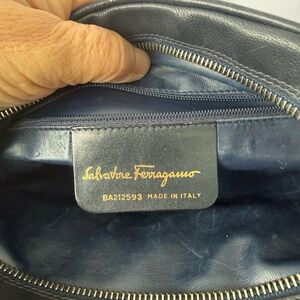 Salvatore Ferragamo
BA212593 MADE IN ITALY